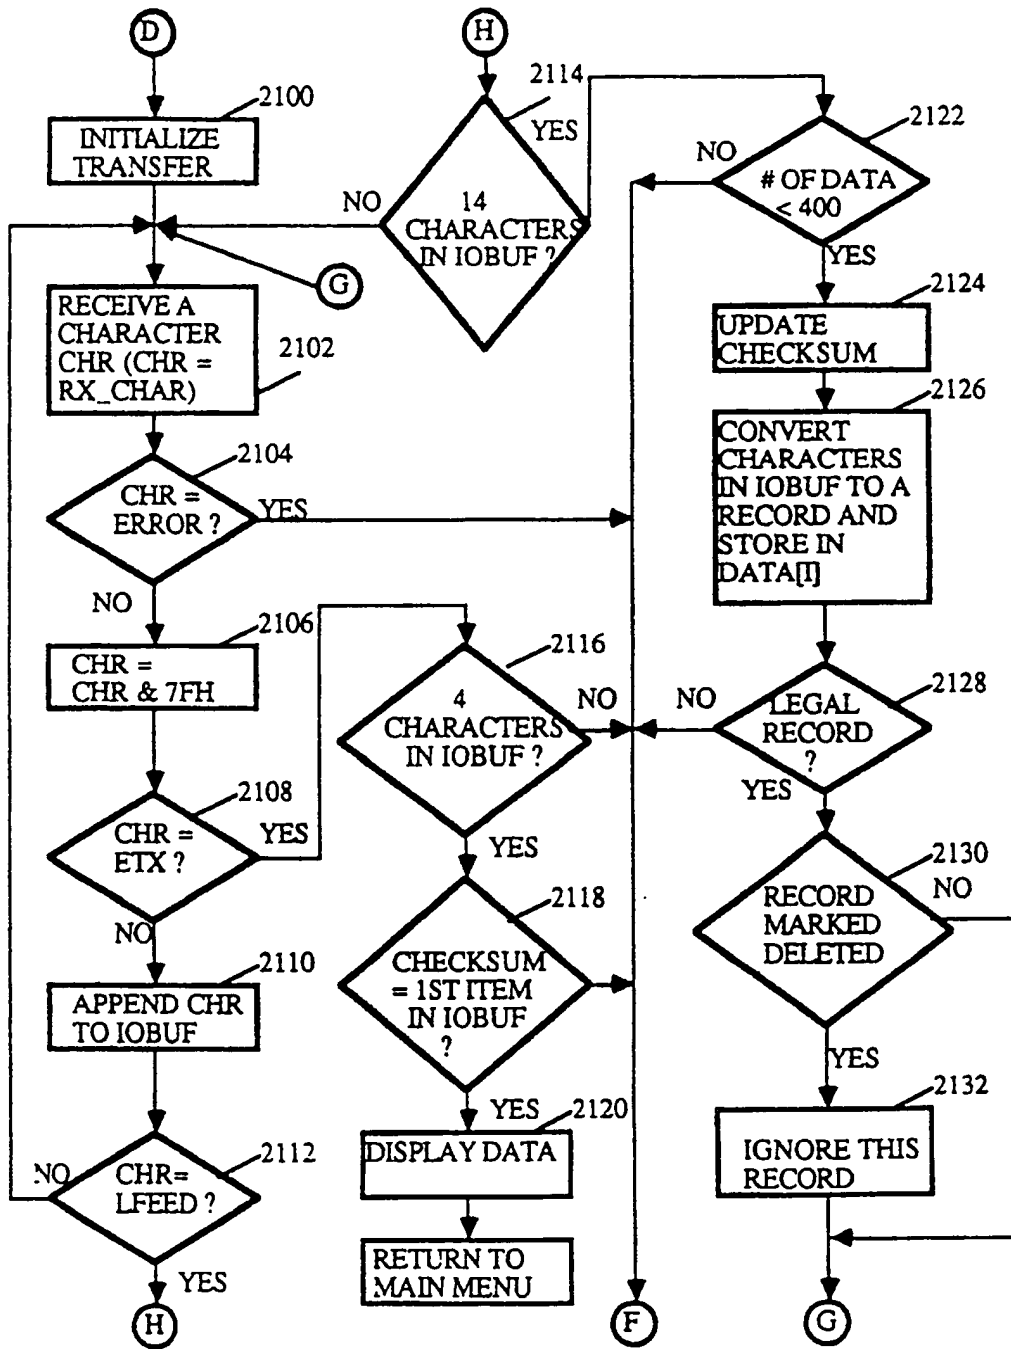 D
2100
INITIALIZE
TRANSFER
G
RECEIVE A
CHARACTER
CHR (CHR =
RX_CHAR)
2102
2104
CHR =
ERROR ?
YES
NO
2106
CHR =
CHR & 7FH
2108
CHR =
ETX ?
YES
NO
2110
APPEND CHR
TO IOBUF
2112
CHR=
LFEED ?
NO
YES
H
H
2114
YES
NO
14
CHARACTERS
IN IOBUF ?
2116
4
CHARACTERS
IN IOBUF ?
NO
YES
2118
CHECKSUM
= 1ST ITEM
IN IOBUF
?
YES
2120
DISPLAY DATA
RETURN TO
MAIN MENU
F
2122
NO
# OF DATA
< 400
YES
2124
UPDATE
CHECKSUM
2126
CONVERT
CHARACTERS
IN IOBUF TO A
RECORD AND
STORE IN
DATA[I]
2128
NO
LEGAL
RECORD
?
YES
2130
NO
RECORD
MARKED
DELETED
YES
2132
IGNORE THIS
RECORD
G